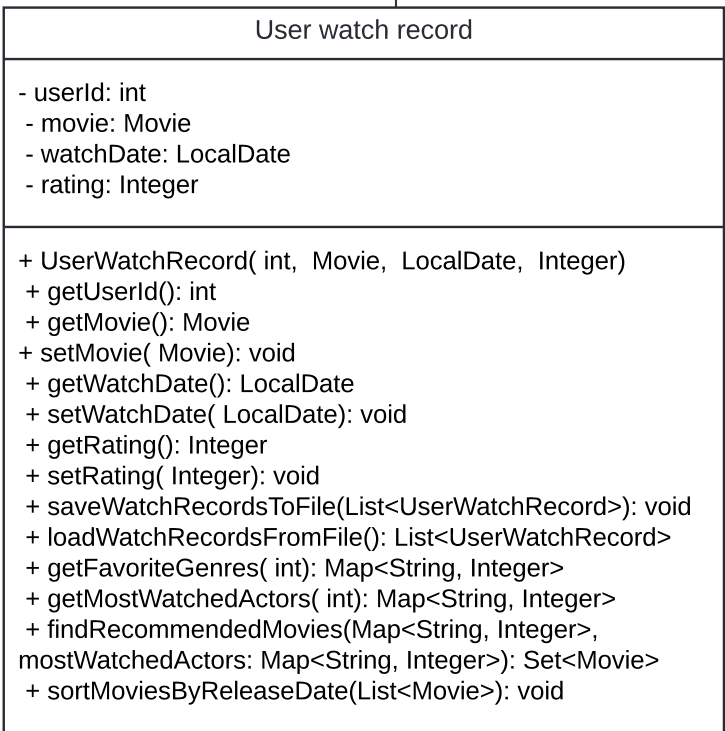 User watch record
- userId: int
- movie: Movie
- watchDate: LocalDate
- rating: Integer
+ UserWatchRecord( int,  Movie,  LocalDate,  Integer)
+ getUserId(): int
+ getMovie(): Movie
+ setMovie( Movie): void
+ getWatchDate(): LocalDate
+ setWatchDate( LocalDate): void
+ getRating(): Integer
+ setRating( Integer): void
+ saveWatchRecordsToFile(List<UserWatchRecord>): void
+ loadWatchRecordsFromFile(): List<UserWatchRecord>
+ getFavoriteGenres( int): Map<String, Integer>
+ getMostWatchedActors( int): Map<String, Integer>
+ findRecommendedMovies(Map<String, Integer>,
mostWatchedActors: Map<String, Integer>): Set<Movie>
+ sortMoviesByReleaseDate(List<Movie>): void